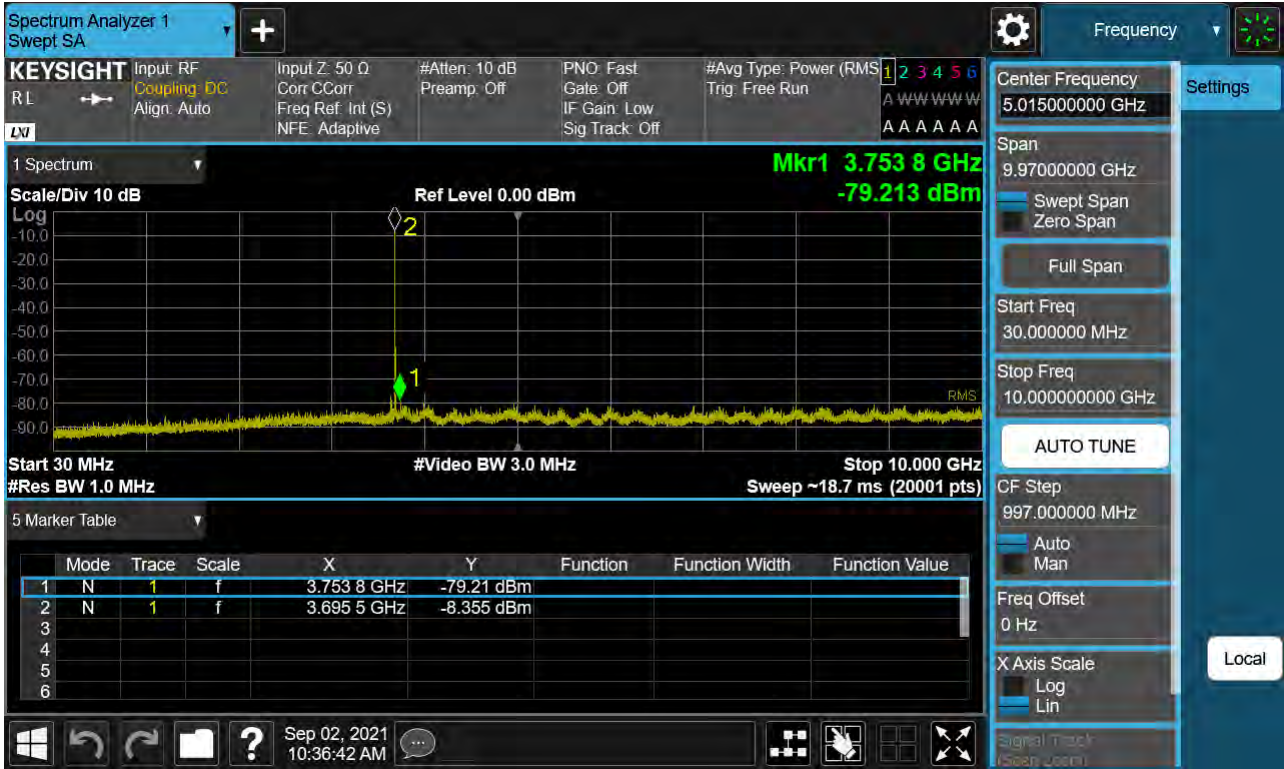 Spectrum Analyzer 1
Swept SA
+
Frequency
KEYSIGHT
RL
LXI
Input: RF
Coupling: DC
Align: Auto
Input Z: 50 Ω
Corr CCorr
Freq Ref: Int (S)
NFE: Adaptive
#Atten: 10 dB
Preamp: Off
PNO: Fast
Gate: Off
IF Gain: Low
Sig Track: Off
#Avg Type: Power (RMS
Trig: Free Run
1 2 3 4 5 6
A W W W W W
A A A A A A
Center Frequency
5.015000000 GHz
Settings
Span
9.97000000 GHz
Swept Span
Zero Span
Full Span
Start Freq
30.000000 MHz
Stop Freq
10.000000000 GHz
AUTO TUNE
CF Step
997.000000 MHz
Auto
Man
Freq Offset
0 Hz
X Axis Scale
Log
Lin
Signal Track
(Span Zoom)
Local
1 Spectrum
Mkr1 3.753 8 GHz
-79.213 dBm
Scale/Div 10 dB
Ref Level 0.00 dBm
Log
-10.0
-20.0
-30.0
-40.0
-50.0
-60.0
-70.0
-80.0
-90.0
2
1
RMS
Start 30 MHz
#Video BW 3.0 MHz
Stop 10.000 GHz
#Res BW 1.0 MHz
Sweep ~18.7 ms (20001 pts)
5 Marker Table
Mode Trace Scale X Y Function Function Width Function Value
1 N 1 f 3.753 8 GHz -79.21 dBm
2 N 1 f 3.695 5 GHz -8.355 dBm
3
4
5
6
?
Sep 02, 2021
10:36:42 AM